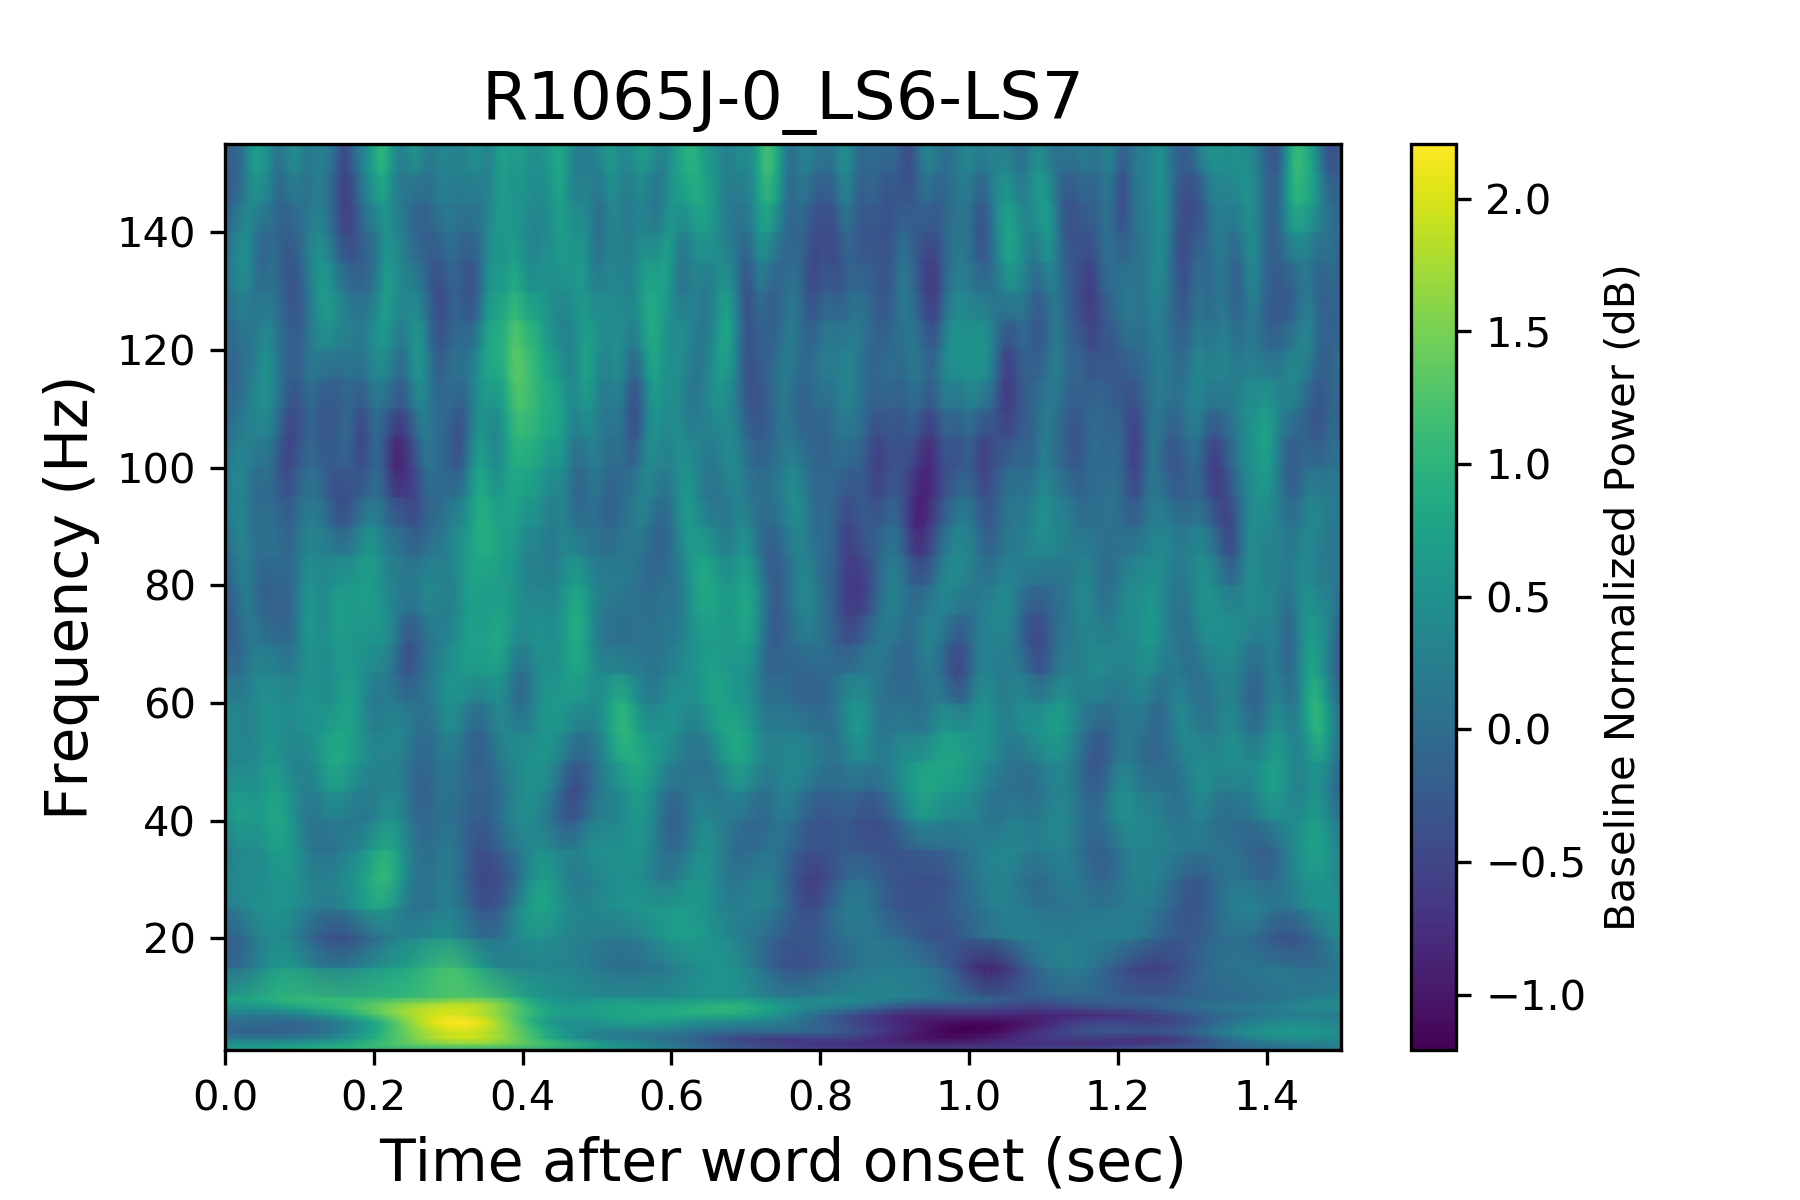 R1065J-0_LS6-LS7
Frequency (Hz)
140
120
100
80
60
40
20
0.0 0.2 0.4 0.6 0.8 1.0 1.2 1.4
Time after word onset (sec)
2.0
1.5
1.0
0.5
0.0
−0.5
−1.0
Baseline Normalized Power (dB)